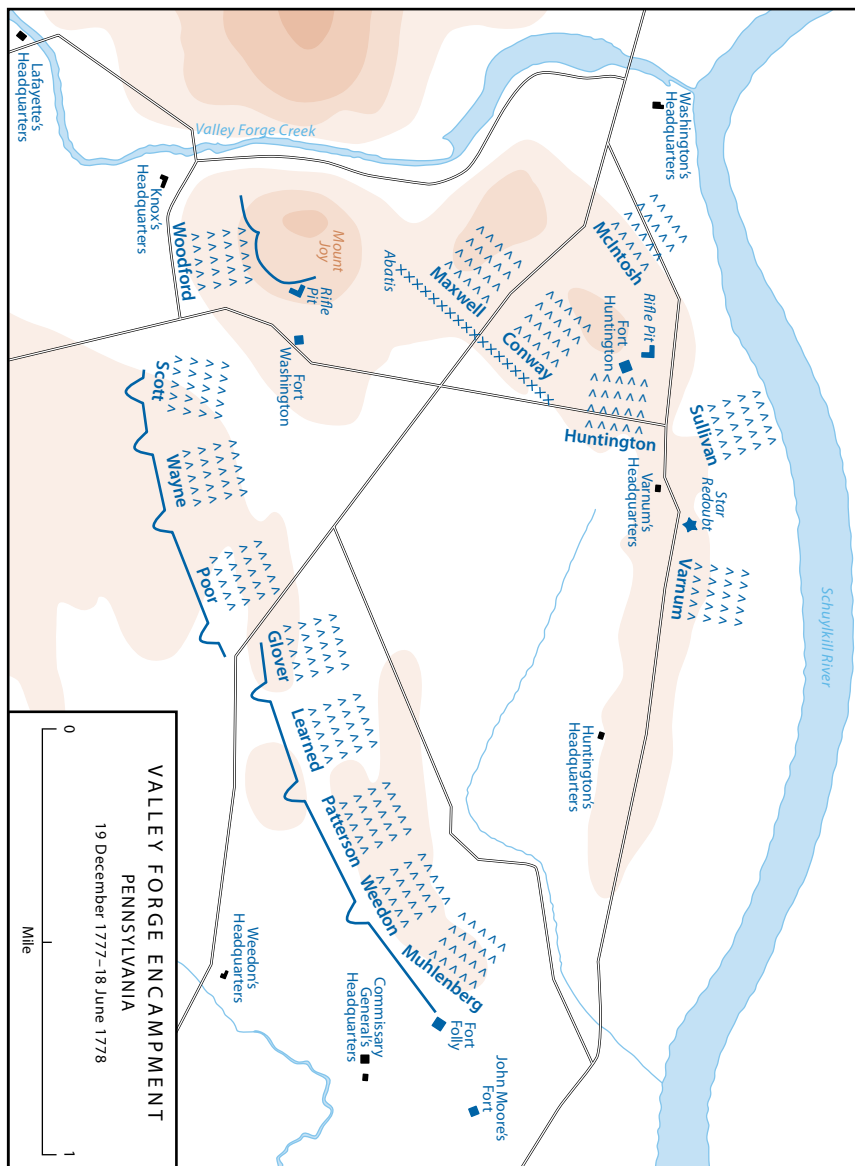 Lafayette's
Headquarters
Valley Forge Creek
Knox's
Headquarters
Washington's
Headquarters
Woodford
Mount
Joy
Rifle
Pit
Abatis
Maxwell
McIntosh
Rifle Pit
Fort
Huntington
Conway
Fort
Washington
Huntington
Sullivan
Scott
Wayne
Poor
Varnum's
Headquarters
Star
Redoubt
Varnum
Schuylkill River
Glover
Learned
Patterson
Weedon
Muhlenberg
Huntington's
Headquarters
Weedon's
Headquarters
Commissary
General's
Headquarters
Fort
Folly
John Moore's
Fort
VALLEY FORGE ENCAMPMENT
PENNSYLVANIA
19 December 1777–18 June 1778
0
1
Mile